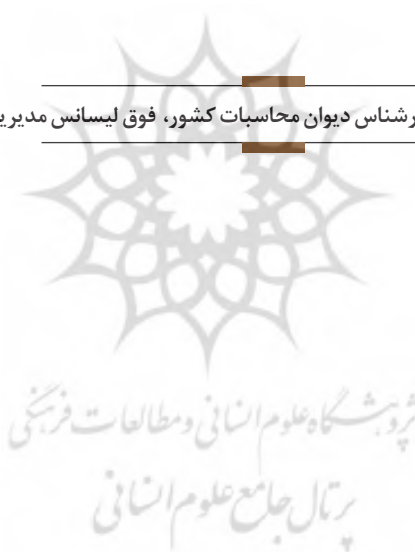 رشناس دیوان محاسبات کشور، فوق لیسانس مدیری
پژوهشگاه علوم انسانی و مطالعات فرهنگی
پرتال جامع علوم انسانی